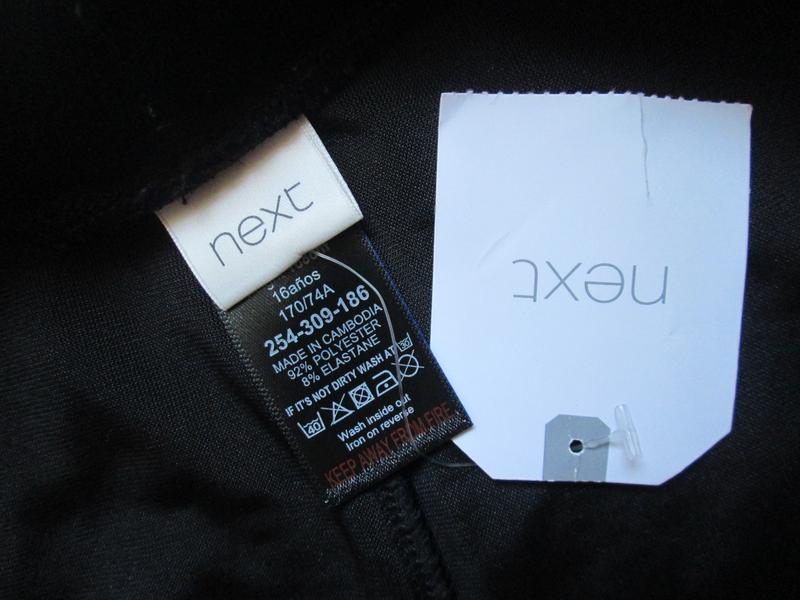 next
16años
170/74A
254-309-186
MADE IN CAMBODIA
92% POLYESTER
8% ELASTANE
IF IT'S NOT DIRTY WASH AT 30
40
Wash inside out
Iron on reverse
KEEP AWAY FROM FIRE
next